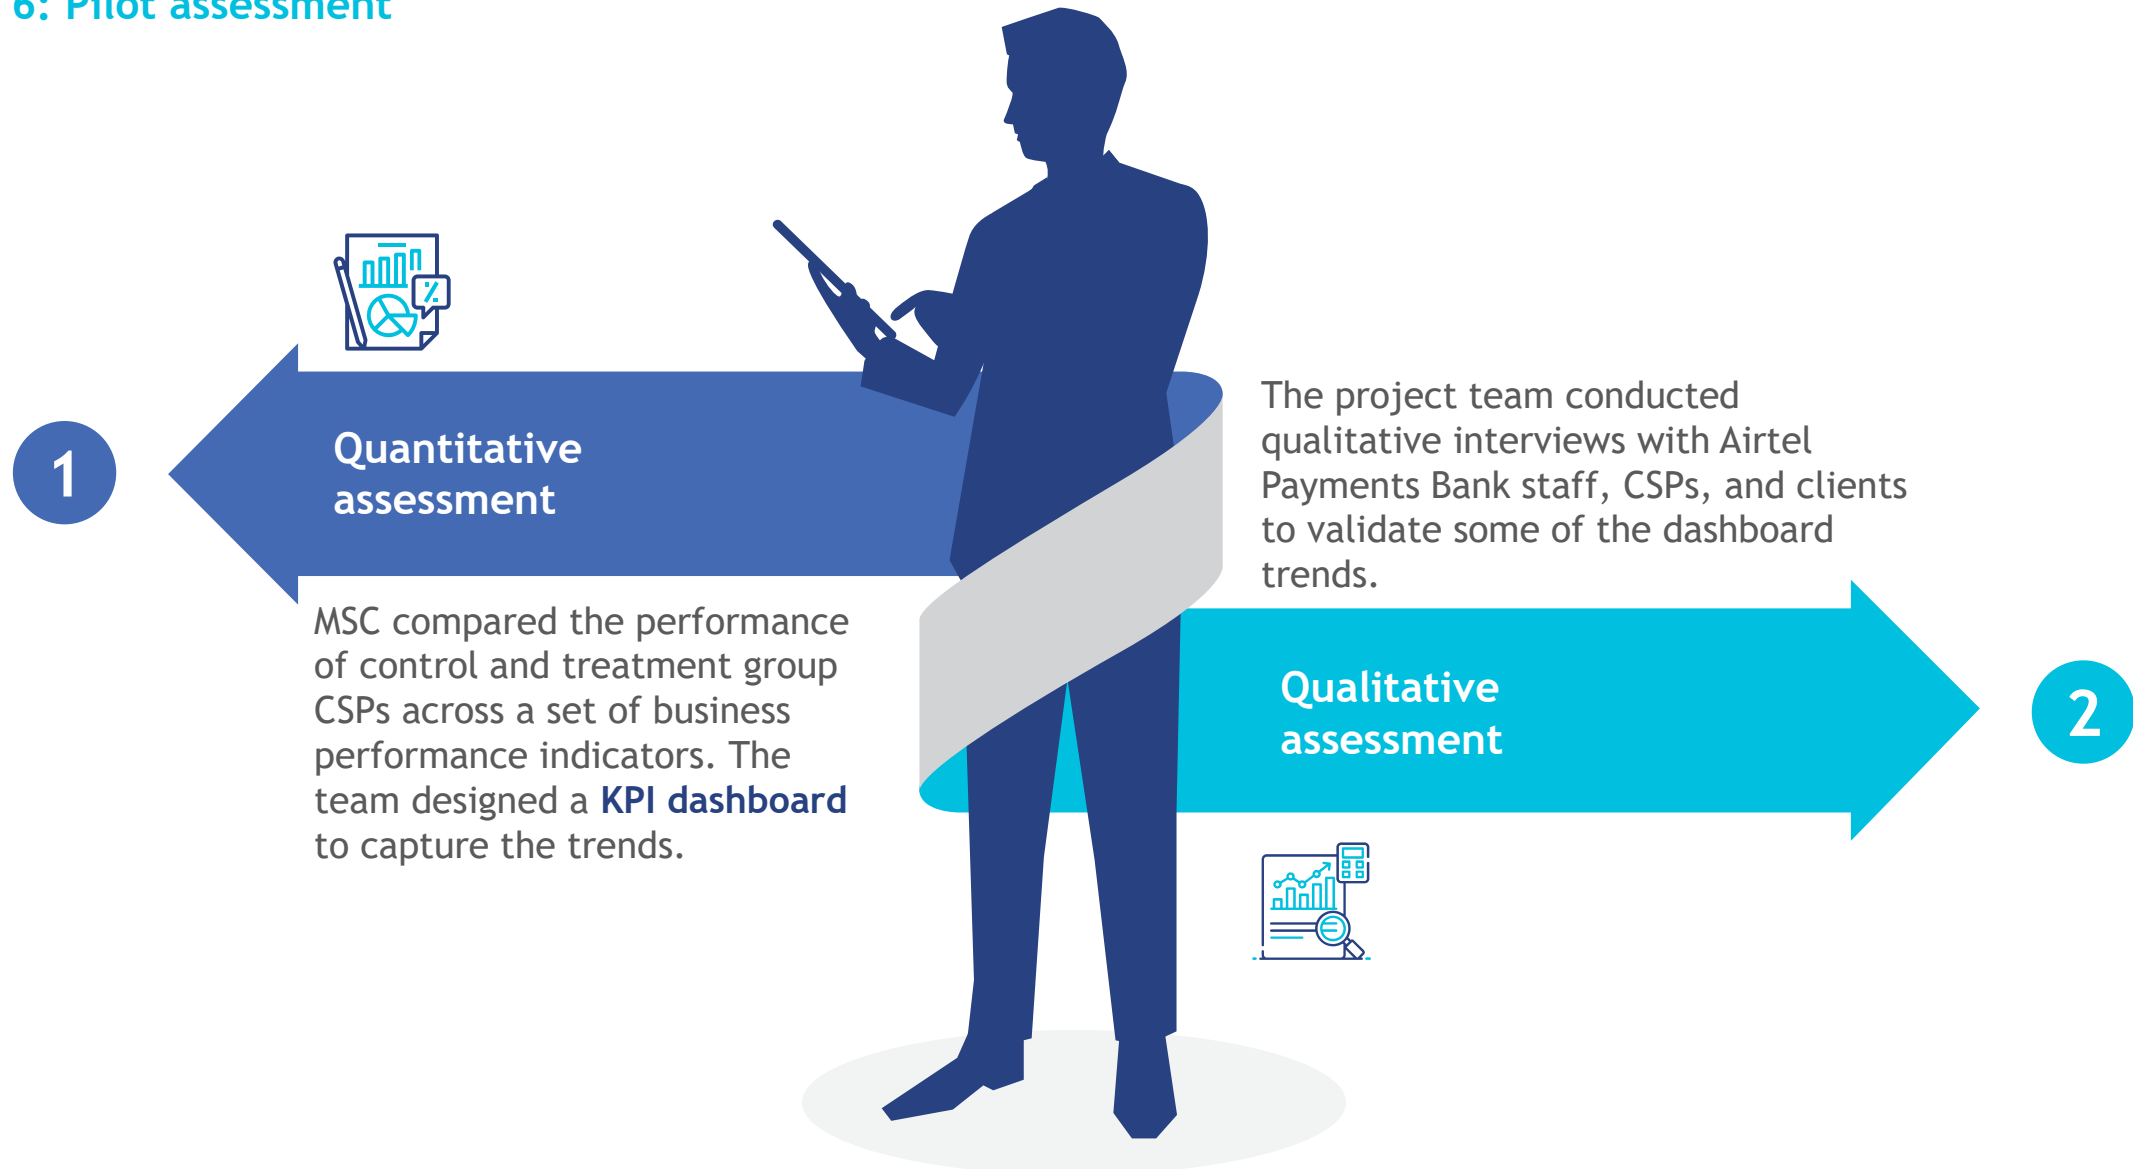 6: Pilot assessment
1
Quantitative
assessment
MSC compared the performance
of control and treatment group
CSPs across a set of business
performance indicators. The
team designed a KPI dashboard
to capture the trends.
The project team conducted
qualitative interviews with Airtel
Payments Bank staff, CSPs, and clients
to validate some of the dashboard
trends.
Qualitative
assessment
2